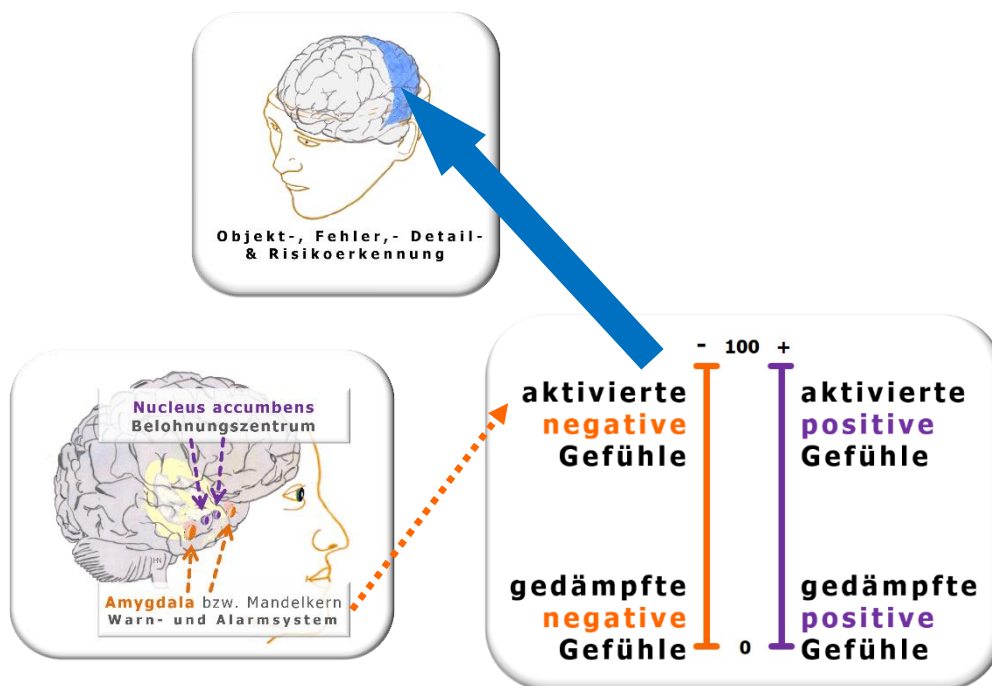 Objekt-, Fehler,- Detail-
& Risikoerkennung
Nucleus accumbens
Belohnungszentrum
Amygdala bzw. Mandelkern
Warn- und Alarmsystem
- 100 +
aktivierte
negative
Gefühle
aktivierte
positive
Gefühle
gedämpfte
negative
Gefühle
0
gedämpfte
positive
Gefühle